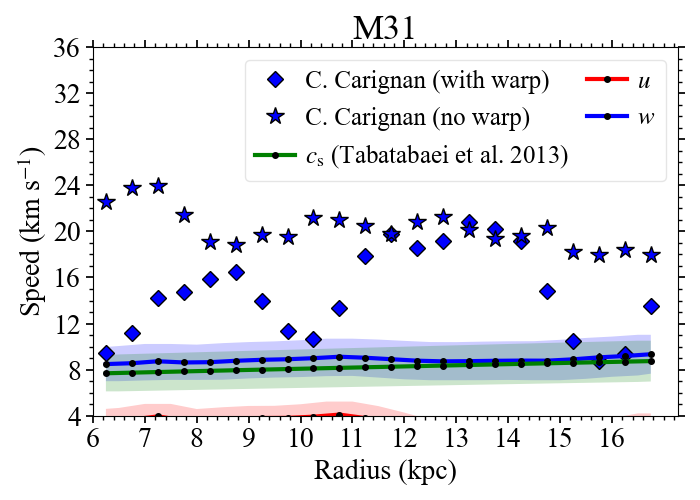 M31
36
32
28
24
20
16
12
8
4
Speed (km s⁻¹)
C. Carignan (with warp)
C. Carignan (no warp)
cₛ (Tabatabaei et al. 2013)
u
w
6 7 8 9 10 11 12 13 14 15 16
Radius (kpc)